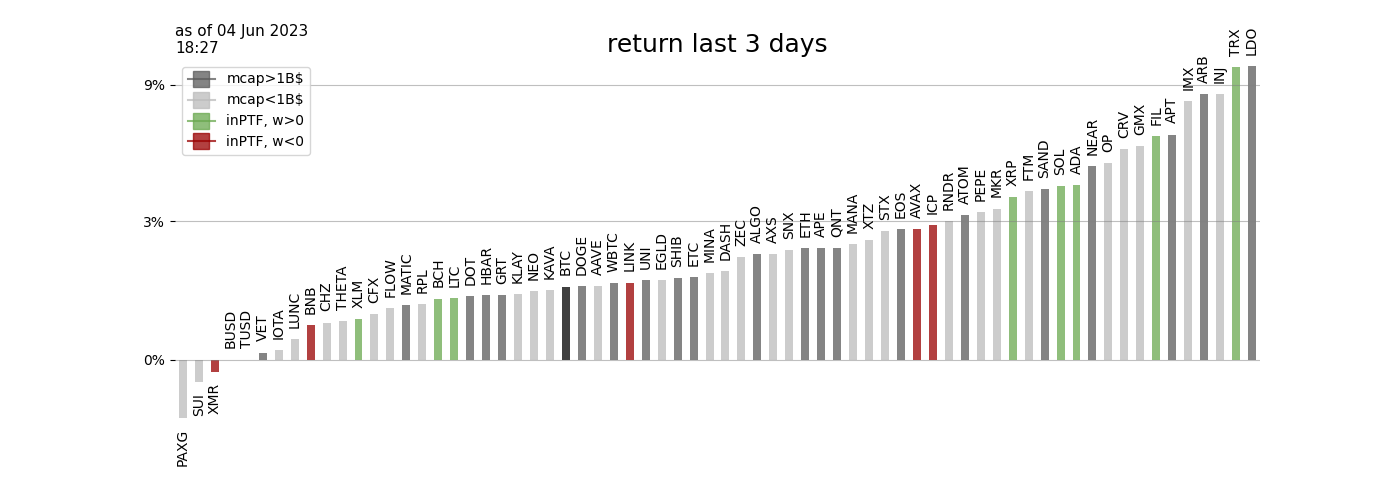 as of 04 Jun 2023
18:27
return last 3 days
mcap>1B$
mcap<1B$
inPTF, w>0
inPTF, w<0
9%
3%
0%
PAXG
SUI
XMR
BUSD
TUSD
VET
IOTA
LUNC
BNB
CHZ
THETA
XLM
CFX
FLOW
MATIC
RPL
BCH
LTC
DOT
HBAR
GRT
KLAY
NEO
KAVA
BTC
DOGE
AAVE
WBTC
LINK
UNI
EGLD
SHIB
ETC
MINA
DASH
ZEC
ALGO
AXS
SNX
ETH
APE
QNT
MANA
XTZ
STX
EOS
AVAX
ICP
RNDR
ATOM
PEPE
MKR
XRP
FTM
SAND
SOL
ADA
NEAR
OP
CRV
GMX
FIL
APT
IMX
ARB
INJ
TRX
LDO